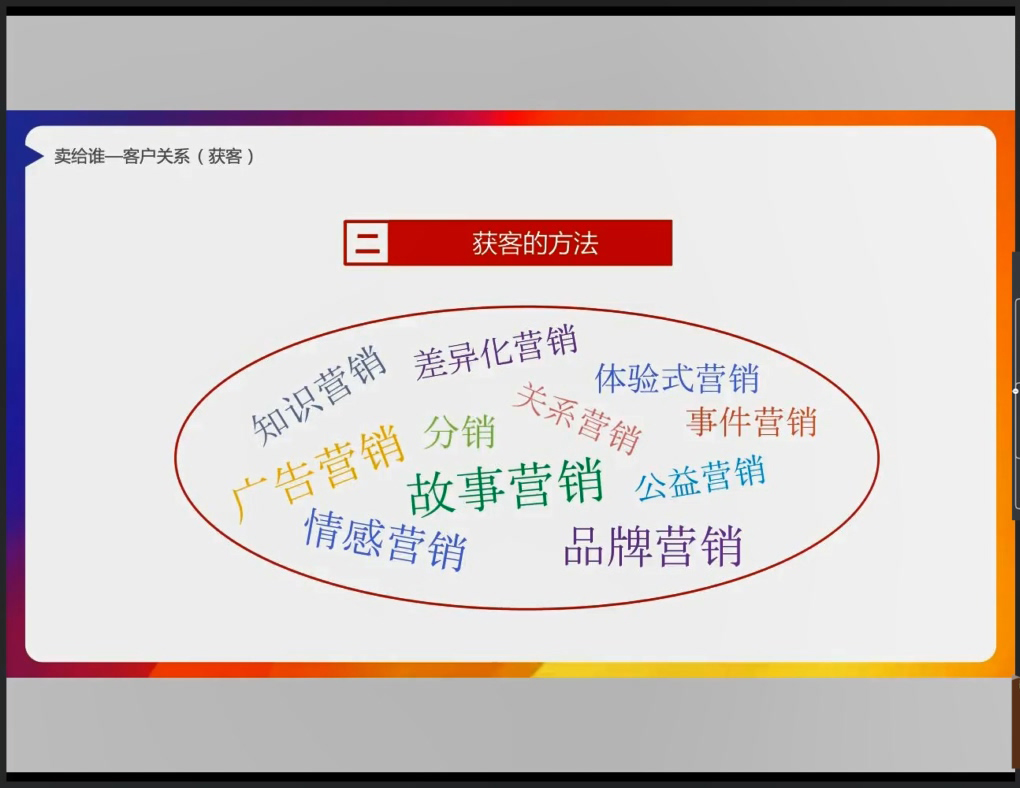 卖给谁—客户关系（获客）
二 获客的方法
知识营销
差异化营销
体验式营销
关系营销
事件营销
分销
广告营销
故事营销
公益营销
情感营销
品牌营销